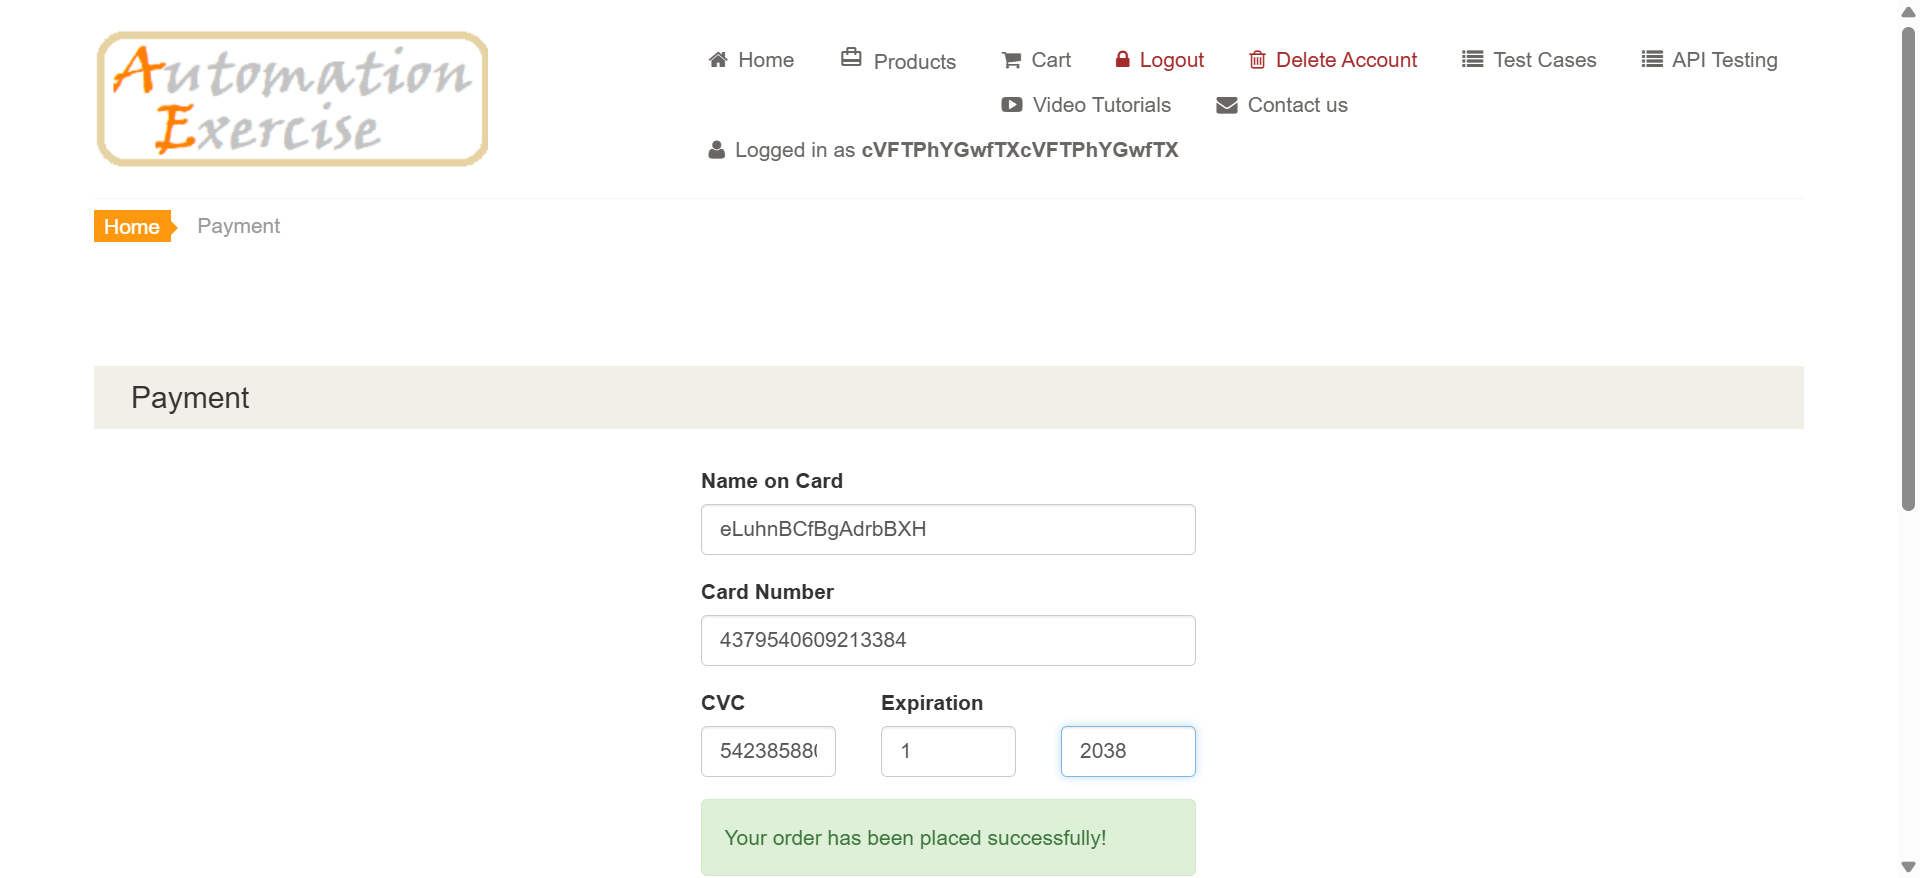 Automation
Exercise
Home Products Cart Logout Delete Account Test Cases API Testing
Video Tutorials Contact us
Logged in as cVFTPhYGwfTXcVFTPhYGwfTX
Home Payment
Payment
Name on Card
eLuhnBCfBgAdrbBXH
Card Number
4379540609213384
CVC Expiration
54238588 1 2038
Your order has been placed successfully!